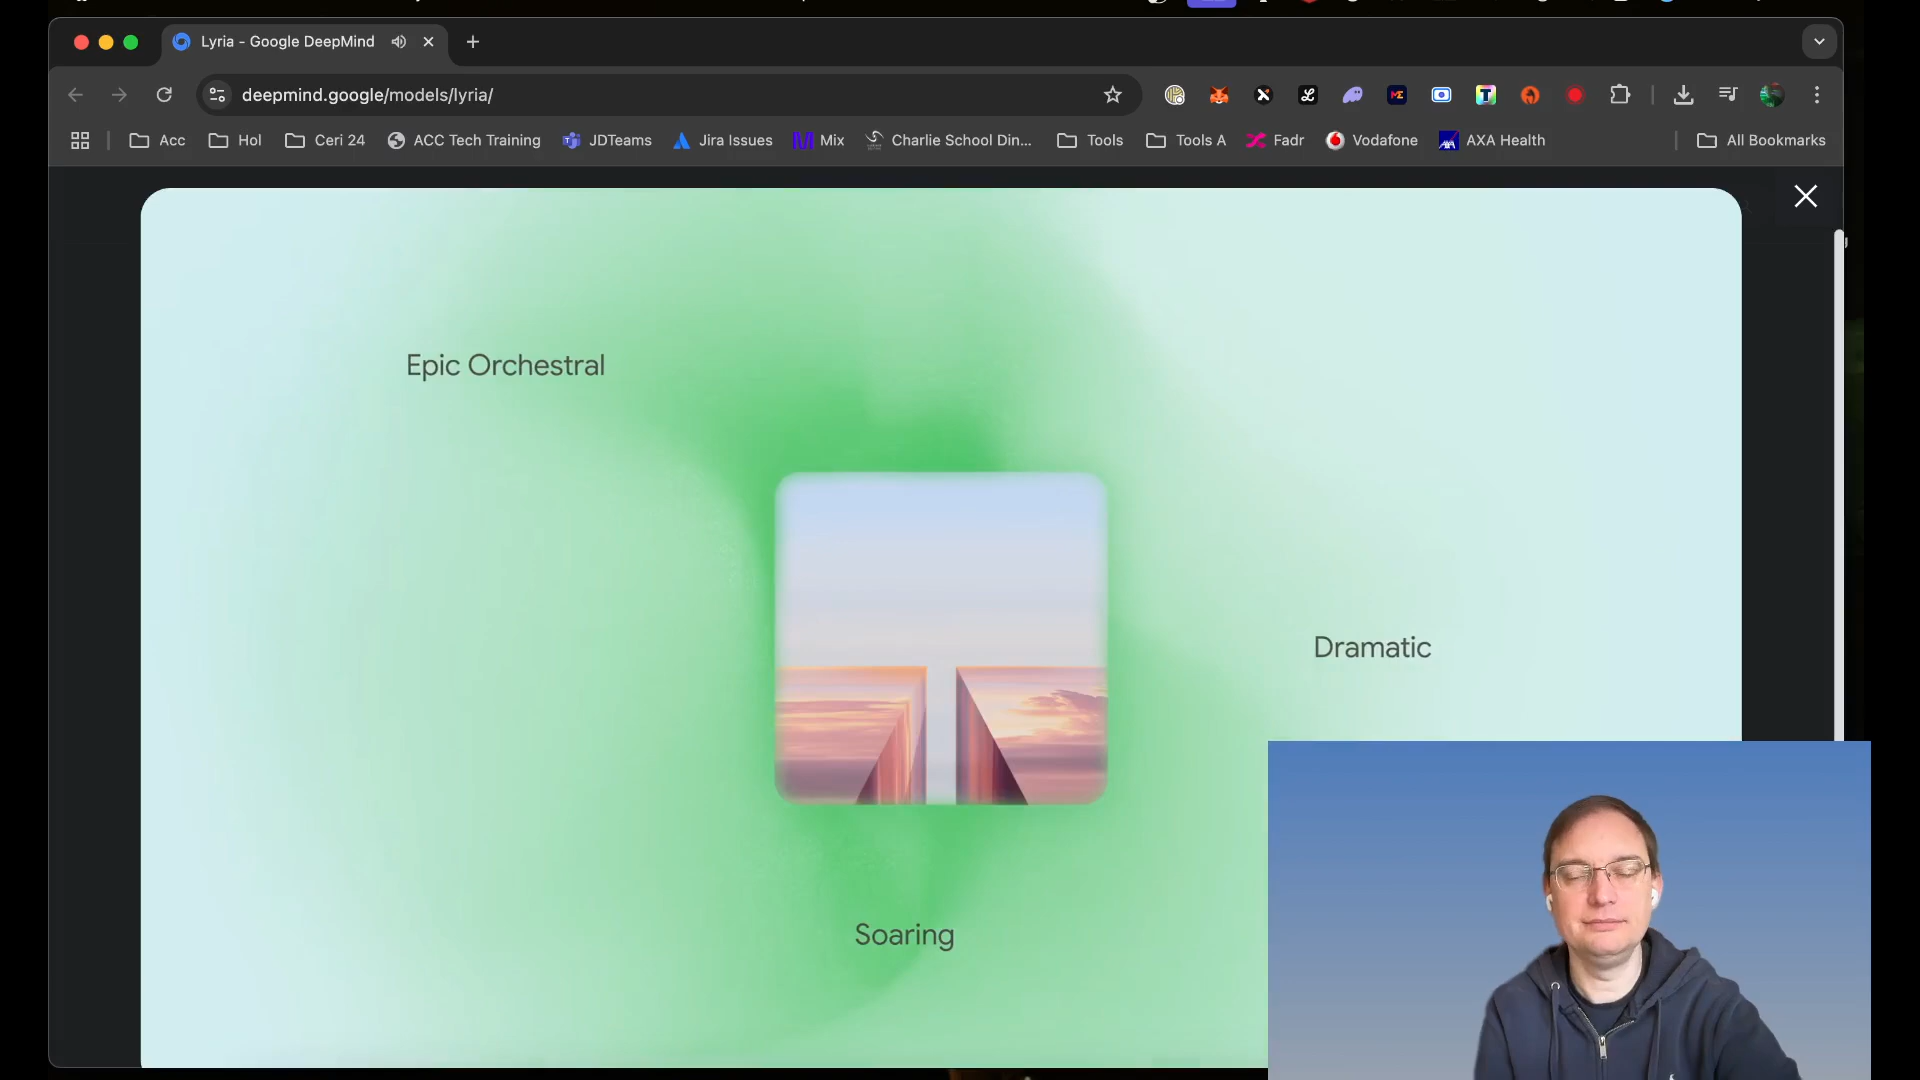 Lyria - Google DeepMind
deepmind.google/models/lyria/
Acc
Hol
Ceri 24
ACC Tech Training
JDTeams
Jira Issues
Mix
Charlie School Din...
Tools
Tools A
Fadr
Vodafone
AXA Health
All Bookmarks
Epic Orchestral
Dramatic
Soaring